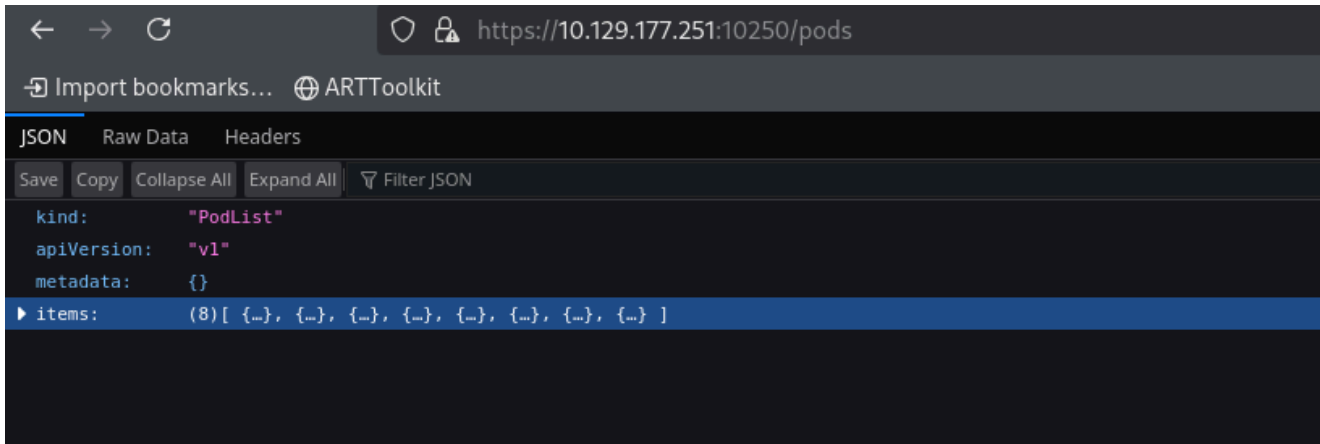 https://10.129.177.251:10250/pods
Import bookmarks... ARTToolkit
JSON Raw Data Headers
Save Copy Collapse All Expand All Filter JSON
kind: "PodList"
apiVersion: "v1"
metadata: {}
items: (8)[ {…}, {…}, {…}, {…}, {…}, {…}, {…}, {…} ]